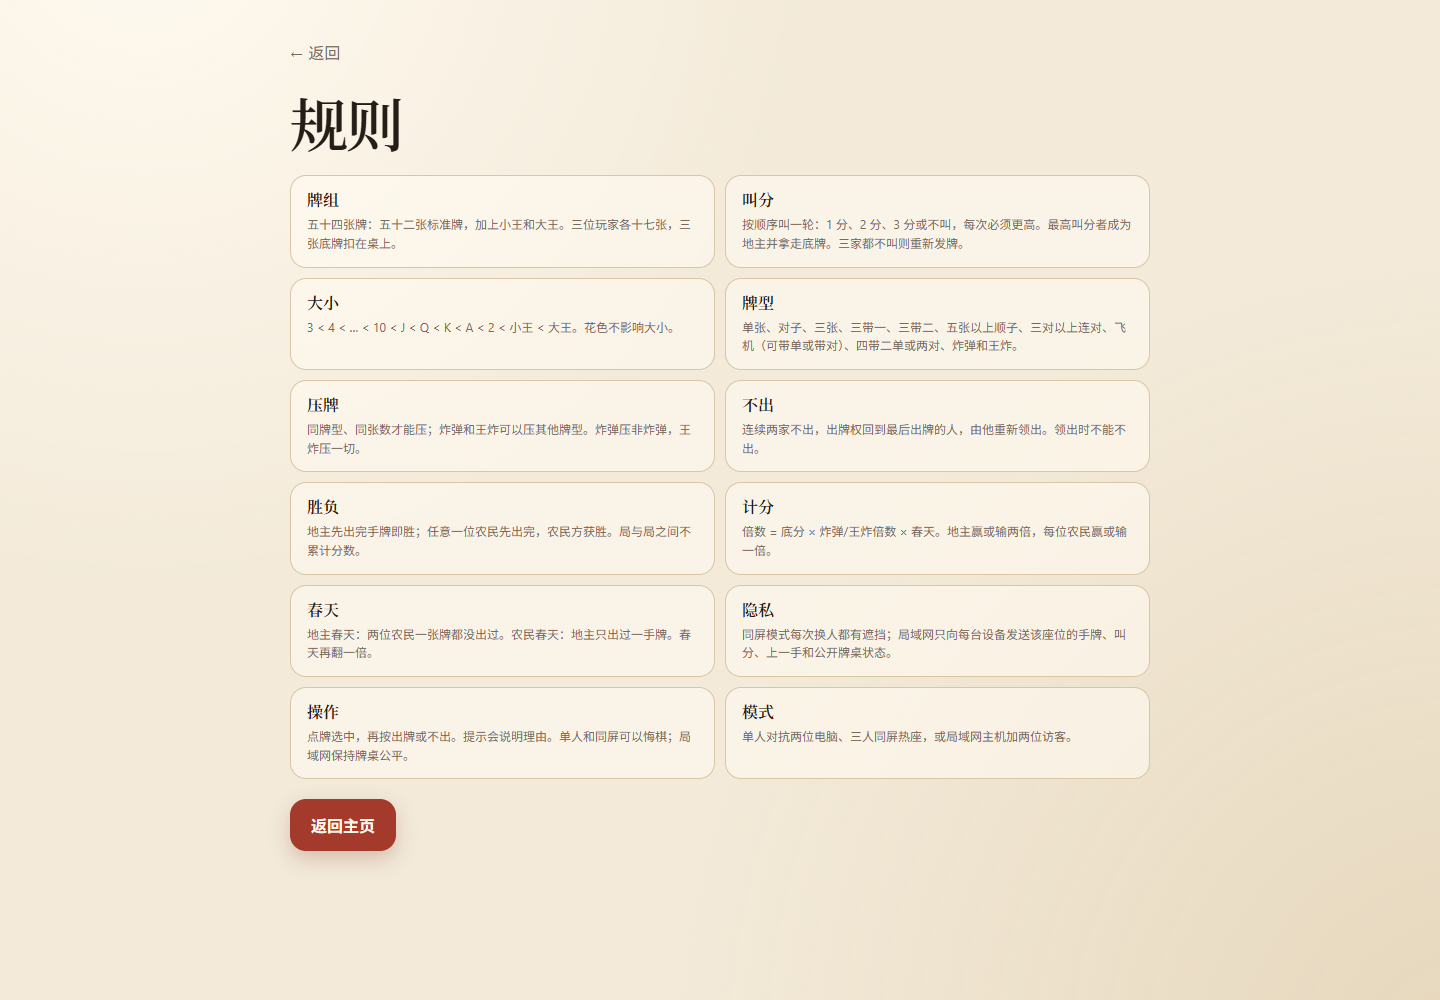 ← 返回
规则
牌组
五十四张牌：五十二张标准牌，加上小王和大王。三位玩家各十七张，三
张底牌扣在桌上。
叫分
按顺序叫一轮：1 分、2 分、3 分或不叫，每次必须更高。最高叫分者成为
地主并拿走底牌。三家都不叫则重新发牌。
大小
3 < 4 < … < 10 < J < Q < K < A < 2 < 小王 < 大王。花色不影响大小。
牌型
单张、对子、三张、三带一、三带二、五张以上顺子、三对以上连对、飞
机（可带单或带对）、四带二单或两对、炸弹和王炸。
压牌
同牌型、同张数才能压；炸弹和王炸可以压其他牌型。炸弹压非炸弹，王
炸压一切。
不出
连续两家不出，出牌权回到最后出牌的人，由他重新领出。领出时不能不
出。
胜负
地主先出完手牌即胜；任意一位农民先出完，农民方获胜。局与局之间不
累计分数。
计分
倍数 = 底分 × 炸弹/王炸倍数 × 春天。地主赢或输两倍，每位农民赢或输
一倍。
春天
地主春天：两位农民一张牌都没出过。农民春天：地主只出过一手牌。春
天再翻一倍。
隐私
同屏模式每次换人都有遮挡；局域网只向每台设备发送该座位的手牌、叫
分、上一手和公开牌桌状态。
操作
点牌选中，再按出牌或不出。提示会说明理由。单人和同屏可以悔棋；局
域网保持牌桌公平。
模式
单人对抗两位电脑、三人同屏热座，或局域网主机加两位访客。
返回主页